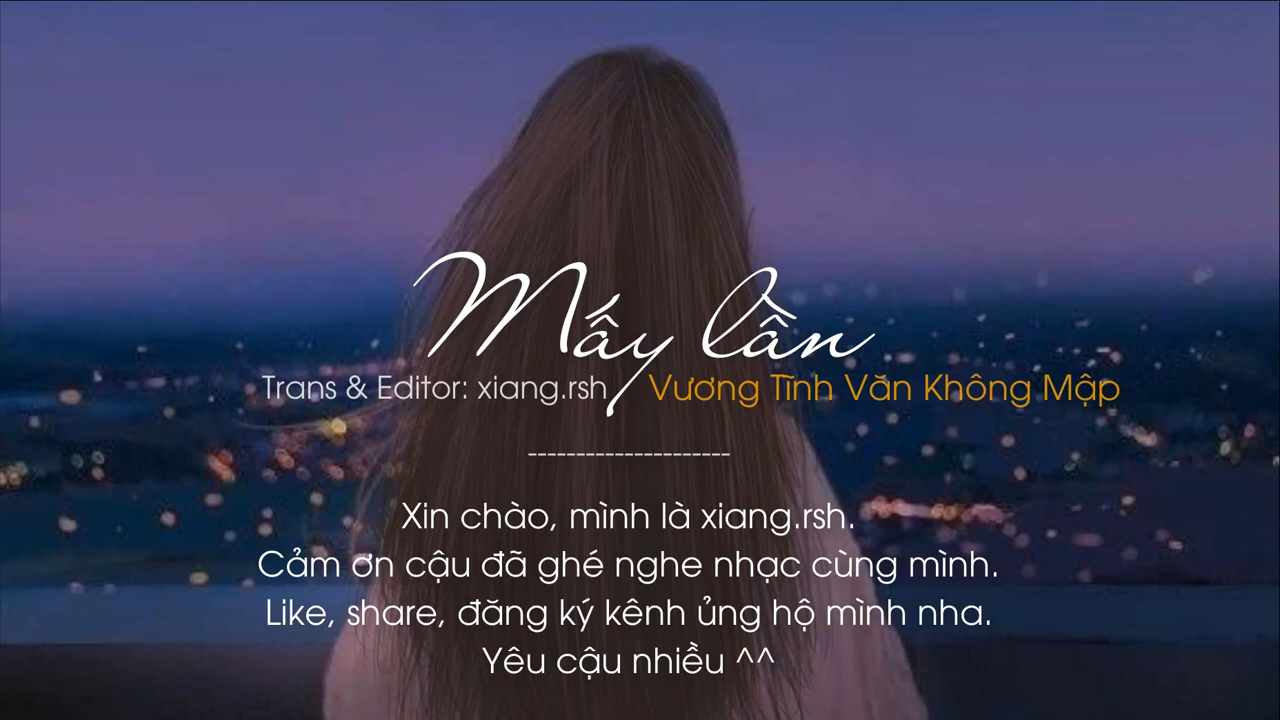 Mấy lần
Trans & Editor: xiang.rsh Vương Tĩnh Văn Không Mập
---------------------
Xin chào, mình là xiang.rsh.
Cảm ơn cậu đã ghé nghe nhạc cùng mình.
Like, share, đăng ký kênh ủng hộ mình nha.
Yêu cậu nhiều ^^